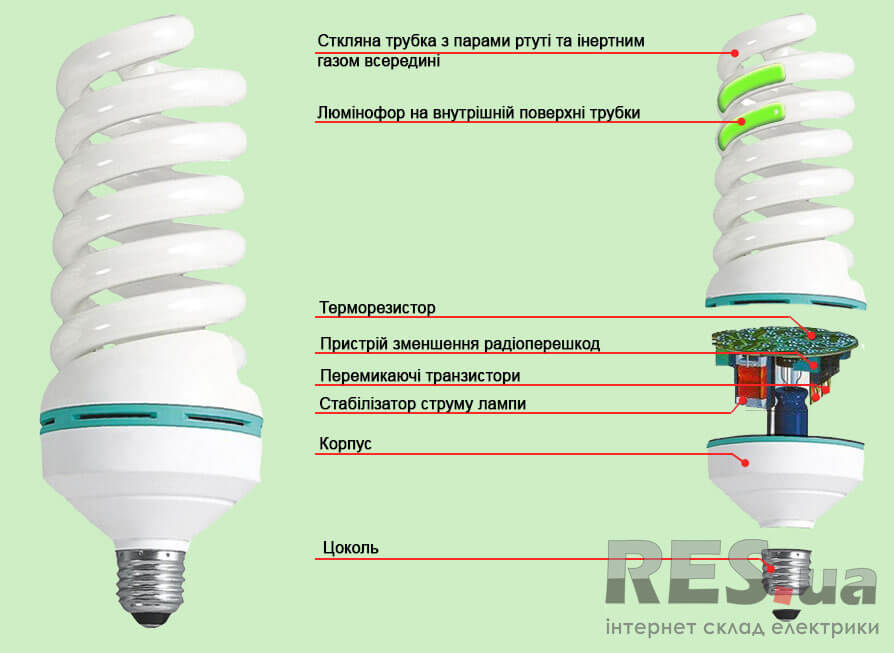 Сткляна трубка з парами ртуті та інертним
газом всередині
Люмінофор на внутрішній поверхні трубки
Терморезистор
Пристрій зменшення радіоперешкод
Перемикаючі транзистори
Стабілізатор струму лампи
Корпус
Цоколь
RES.ua
інтернет склад електрики